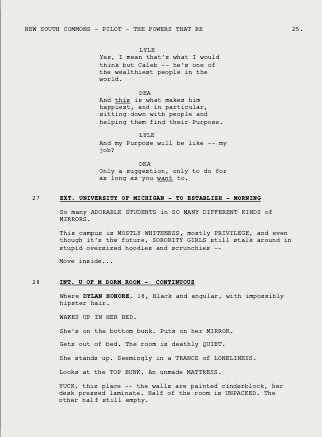 NEW SOUTH COMMONS - PILOT - THE POWERS THAT BE 25.
LYLE
Yes, I mean that's what I would
think but Caleb -- he's one of
the wealthiest people in the
world.
DEA
And this is what makes him
happiest, and in particular,
sitting down with people and
helping them find their Purpose.
LYLE
And my Purpose will be like -- my
job?
DEA
Only a suggestion, only to do for
as long as you want to.
27 EXT. UNIVERSITY OF MICHIGAN - TO ESTABLISH - MORNING
So many ADORABLE STUDENTS in SO MANY DIFFERENT KINDS of
MIRRORS.
This campus is MOSTLY WHITENESS, mostly PRIVILEGE, and even
though it's the future, SORORITY GIRLS still stalk around in
stupid oversized hoodies and scrunchies --
Move inside...
28 INT. U OF M DORM ROOM - CONTINUOUS
Where DYLAN HONORE, 18, Black and angular, with impossibly
hipster hair.
WAKES UP IN HER BED.
She's on the bottom bunk. Puts on her MIRROR.
Gets out of bed. The room is deathly QUIET.
She stands up. Seemingly in a TRANCE of LONELINESS.
Looks at the TOP BUNK. An unmade MATTRESS.
YUCK, this place -- the walls are painted cinderblock, her
desk pressed laminate. Half of the room is UNPACKED. The
other half still empty.